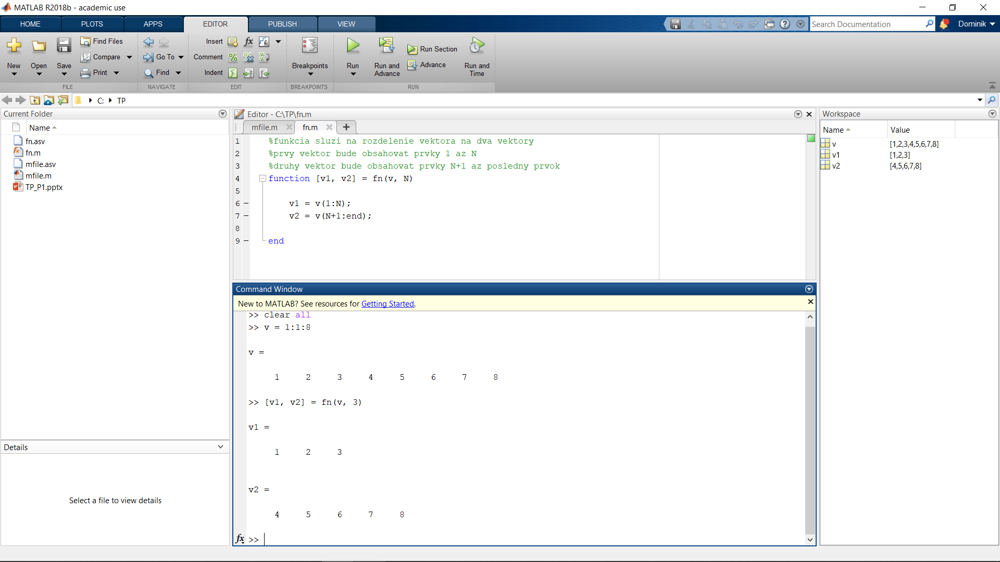 MATLAB R2018b - academic use
HOME PLOTS APPS EDITOR PUBLISH VIEW
Search Documentation
Dominik
New
Open
Save
Find Files
Compare
Print
FILE
Go To
Find
NAVIGATE
Insert fx
Comment
Indent
EDIT
Breakpoints
BREAKPOINTS
Run
Run and Advance
Run Section
Advance
Run and Time
RUN
C: TP
Current Folder
Name
fn.asv
fn.m
mfile.asv
mfile.m
TP_P1.pptx
Details
Select a file to view details
Editor - C:\TP\fn.m
mfile.m fn.m
1 %funkcia sluzi na rozdelenie vektora na dva vektory
2 %prvy vektor bude obsahovat prvky 1 az N
3 %druhy vektor bude obsahovat prvky N+1 az posledny prvok
4 function [v1, v2] = fn(v, N)
5
6 – v1 = v(1:N);
7 – v2 = v(N+1:end);
8
9 – end
Command Window
New to MATLAB? See resources for Getting Started.
>> clear all
>> v = 1:1:8
v =
1 2 3 4 5 6 7 8
>> [v1, v2] = fn(v, 3)
v1 =
1 2 3
v2 =
4 5 6 7 8
fx >>
Workspace
Name Value
v [1,2,3,4,5,6,7,8]
v1 [1,2,3]
v2 [4,5,6,7,8]